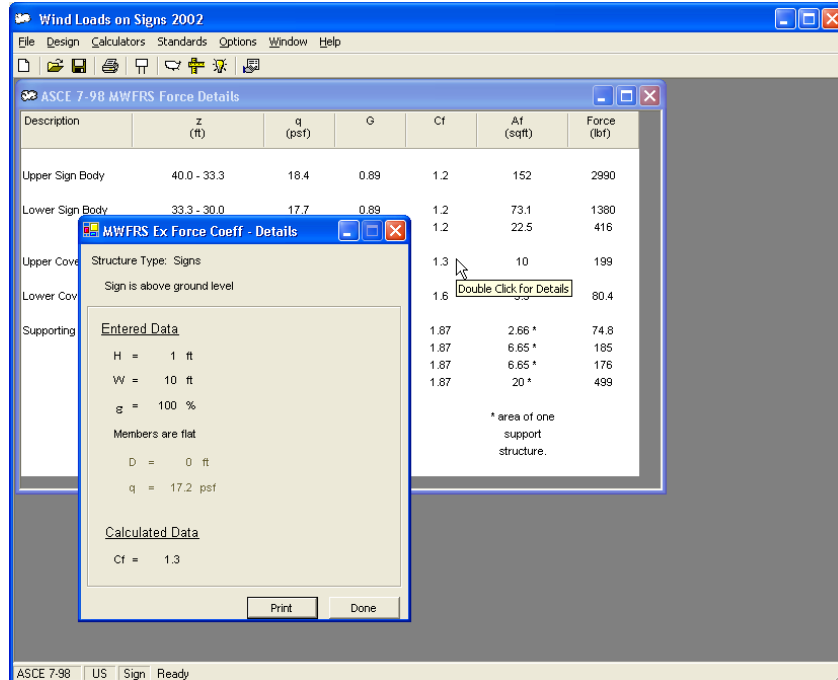 Wind Loads on Signs 2002
File Design Calculators Standards Options Window Help
ASCE 7-98 MWFRS Force Details
Description z (ft) q (psf) G Cf Af (sqft) Force (lbf)
Upper Sign Body 40.0 - 33.3 18.4 0.89 1.2 152 2990
Lower Sign Body 33.3 - 30.0 17.7 0.89 1.2 73.1 1380
1.2 22.5 416
Upper Cove 1.3 10 199
Double Click for Details
Lower Cov 1.6 80.4
Supporting 1.87 2.66 * 74.8
1.87 6.65 * 185
1.87 6.65 * 176
1.87 20 * 499
* area of one
support
structure.
MWFRS Ex Force Coeff - Details
Structure Type: Signs
Sign is above ground level
Entered Data
H = 1 ft
W = 10 ft
g = 100 %
Members are flat
D = 0 ft
q = 17.2 psf
Calculated Data
Cf = 1.3
Print Done
ASCE 7-98 US Sign Ready